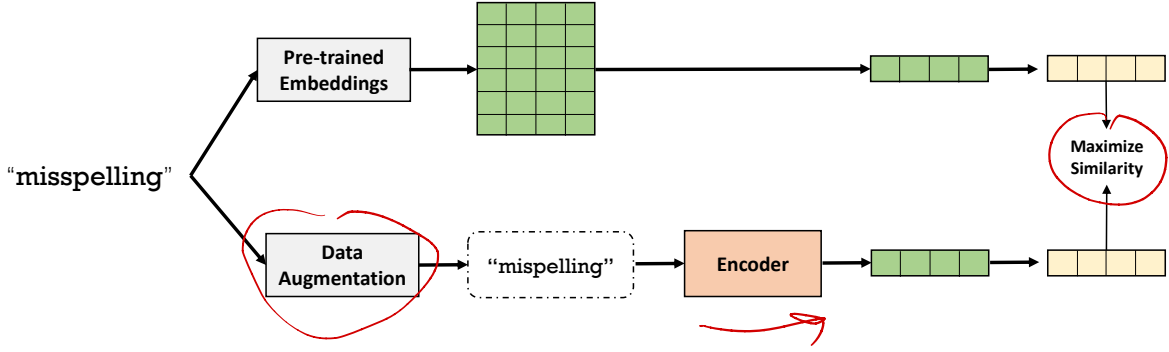 Pre-trained
Embeddings
"misspelling"
Maximize
Similarity
Data
Augmentation
"mispelling"
Encoder